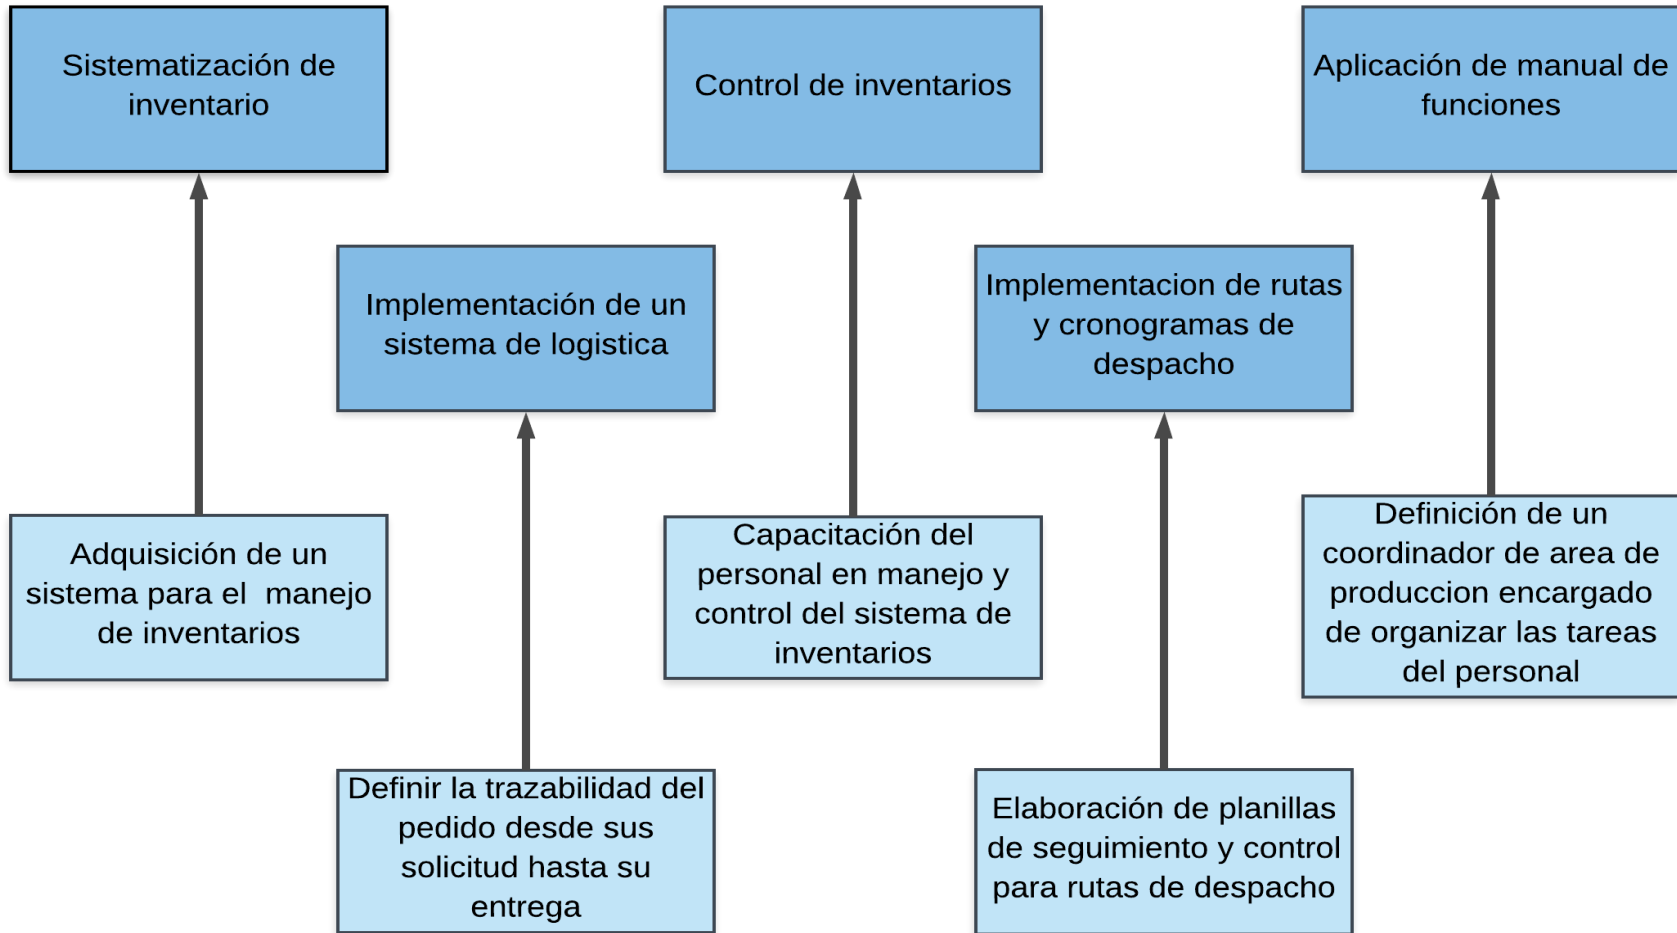 Sistematización de
inventario
Control de inventarios
Aplicación de manual de
funciones
Implementación de un
sistema de logistica
Implementacion de rutas
y cronogramas de
despacho
Adquisición de un
sistema para el  manejo
de inventarios
Capacitación del
personal en manejo y
control del sistema de
inventarios
Definición de un
coordinador de area de
produccion encargado
de organizar las tareas
del personal
Definir la trazabilidad del
pedido desde sus
solicitud hasta su
entrega
Elaboración de planillas
de seguimiento y control
para rutas de despacho